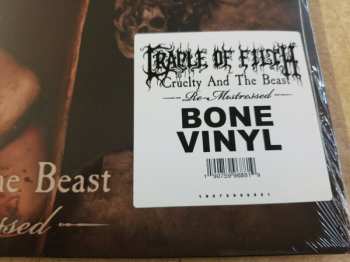 CRADLE OF FILTH
Cruelty And The Beast
Re-Mistressed
BONE
VINYL
he Beast
ssed